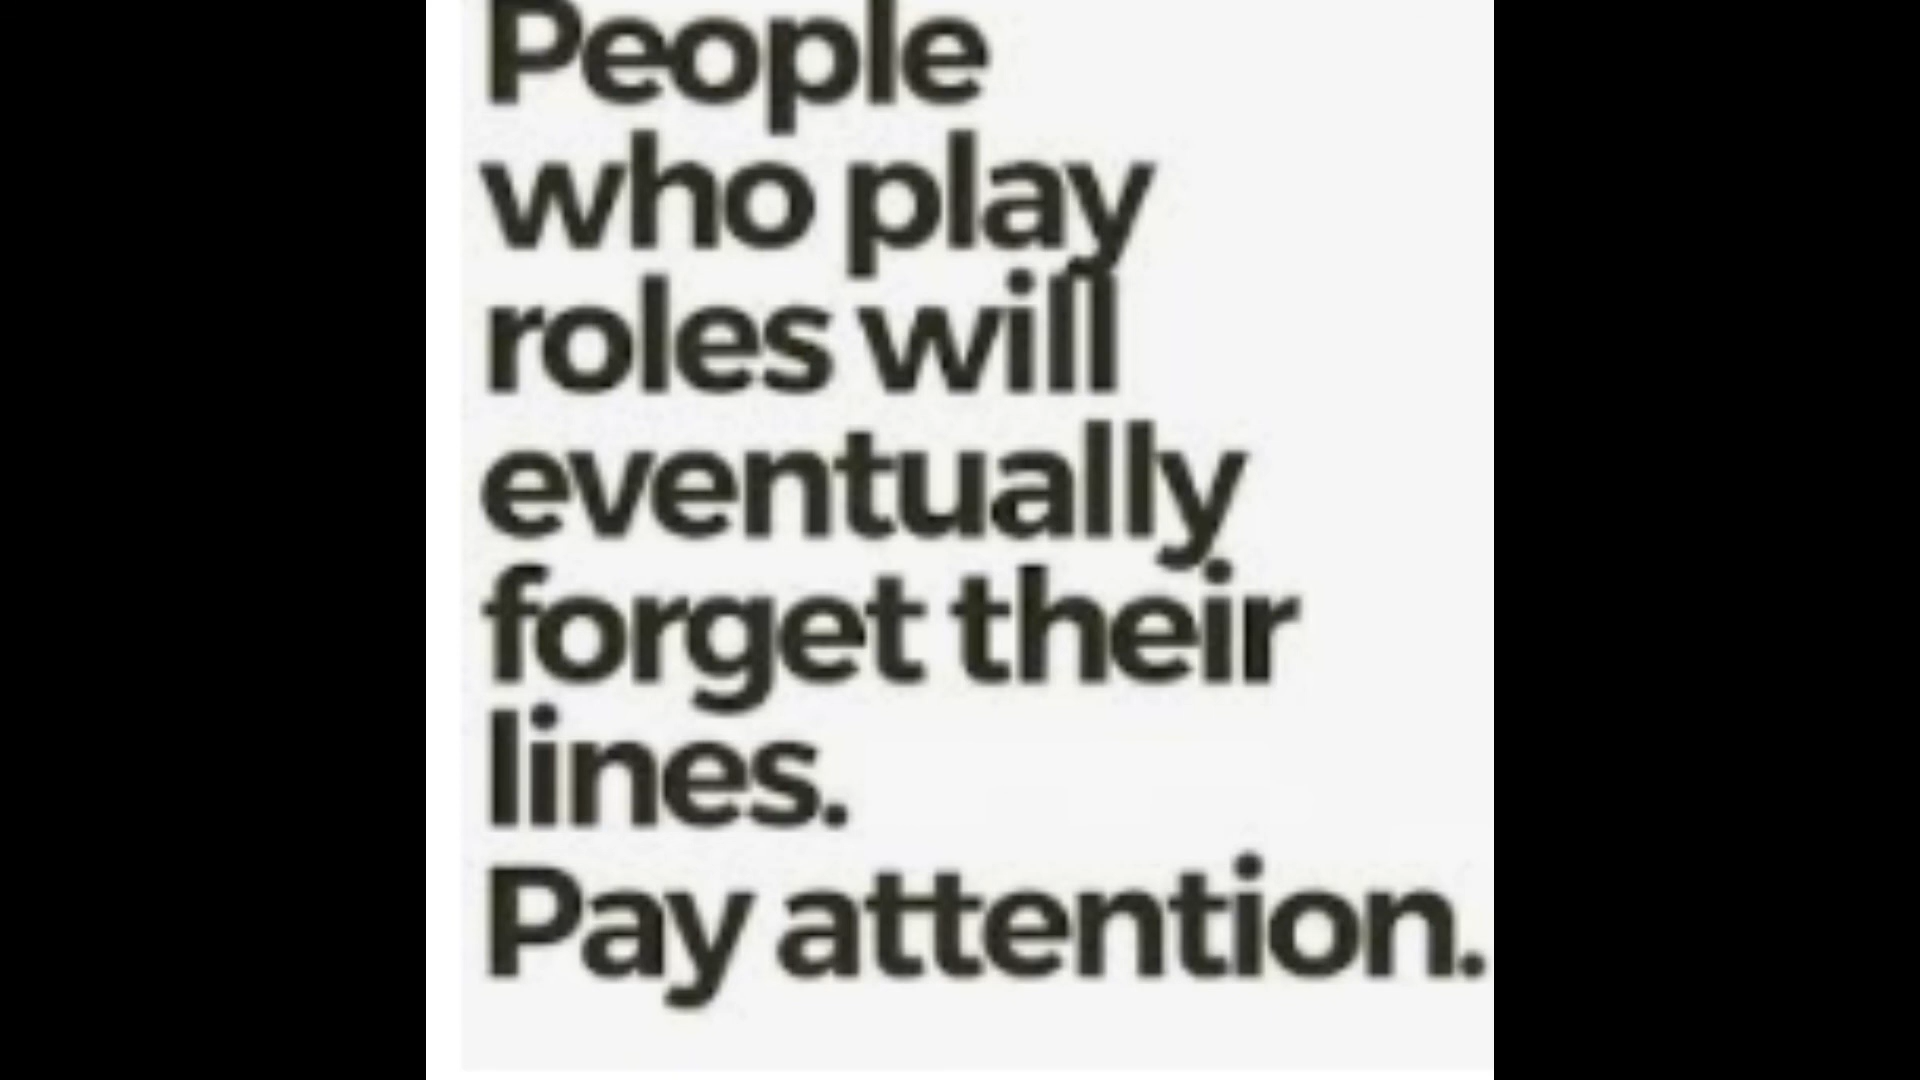 People
who play
roles will
eventually
forget their
lines.
Pay attention.